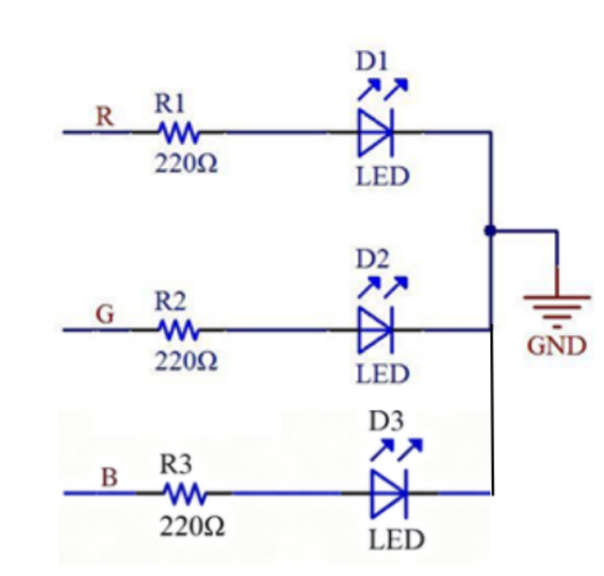 D1
R
R1
220Ω
LED
D2
G
R2
220Ω
LED
GND
D3
B
R3
220Ω
LED